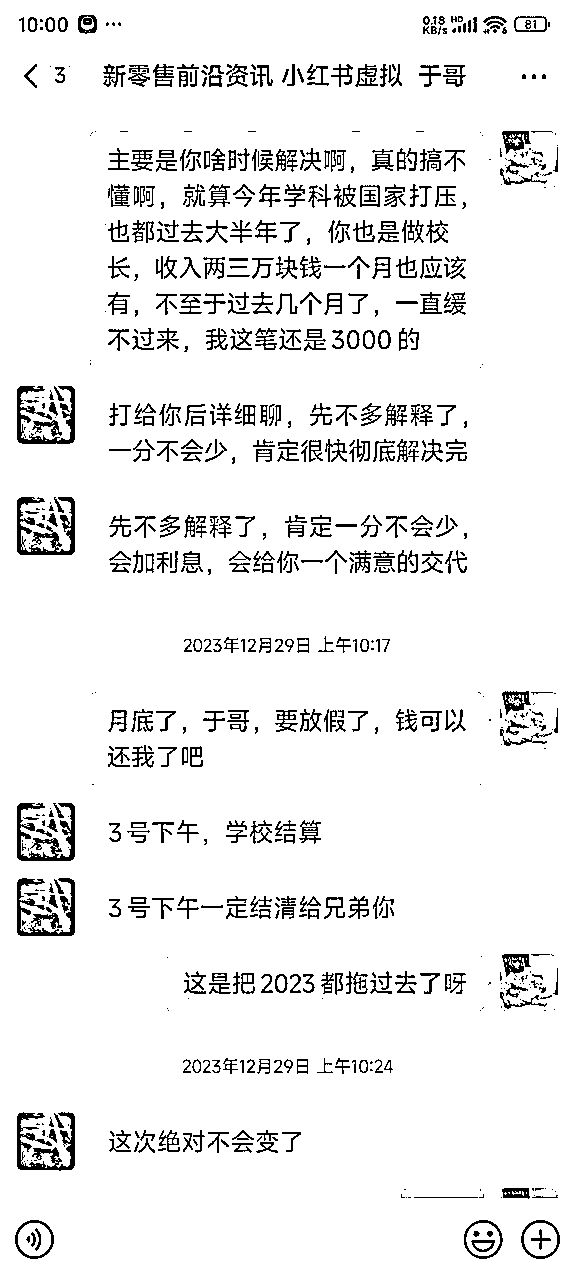 10:00 ··· 0.18 KB/s HD 81
3 新零售前沿资讯 小红书虚拟 于哥 ···
主要是你啥时候解决啊，真的搞不
懂啊，就算今年学科被国家打压，
也都过去大半年了，你也是做校
长，收入两三万块钱一个月也应该
有，不至于过去几个月了，一直缓
不过来，我这笔还是3000的
打给你后详细聊，先不多解释了，
一分不会少，肯定很快彻底解决完
先不多解释了，肯定一分不会少，
会加利息，会给你一个满意的交代
2023年12月29日 上午10:17
月底了，于哥，要放假了，钱可以
还我了吧
3号下午，学校结算
3号下午一定结清给兄弟你
这是把2023都拖过去了呀
2023年12月29日 上午10:24
这次绝对不会变了